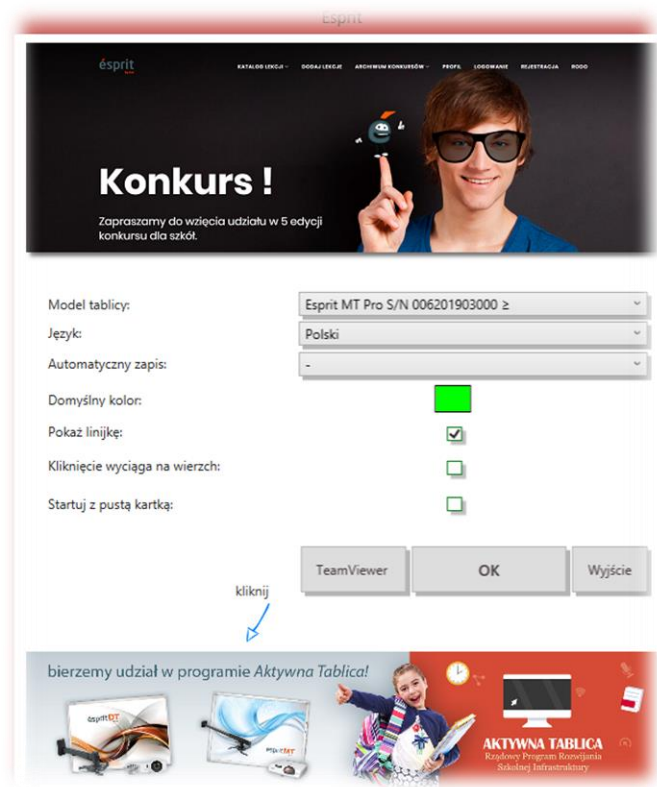 Esprit
ésprit
KATALOG LEKCJI DODAJ LEKCJE ARCHIWUM KONKURSÓW PROFIL LOGOWANIE REJESTRACJA RODO
Konkurs !
Zapraszamy do wzięcia udziału w 5 edycji
konkursu dla szkół.
Model tablicy: Esprit MT Pro S/N 006201903000 ≥
Język: Polski
Automatyczny zapis: -
Domyślny kolor:
Pokaż linijkę:
Kliknięcie wyciąga na wierzch:
Startuj z pustą kartką:
TeamViewer OK Wyjście
kliknij
bierzemy udział w programie Aktywna Tablica!
éspritDT
éspritMT
AKTYWNA TABLICA
Rządowy Program Rozwijania
Szkolnej Infrastruktury